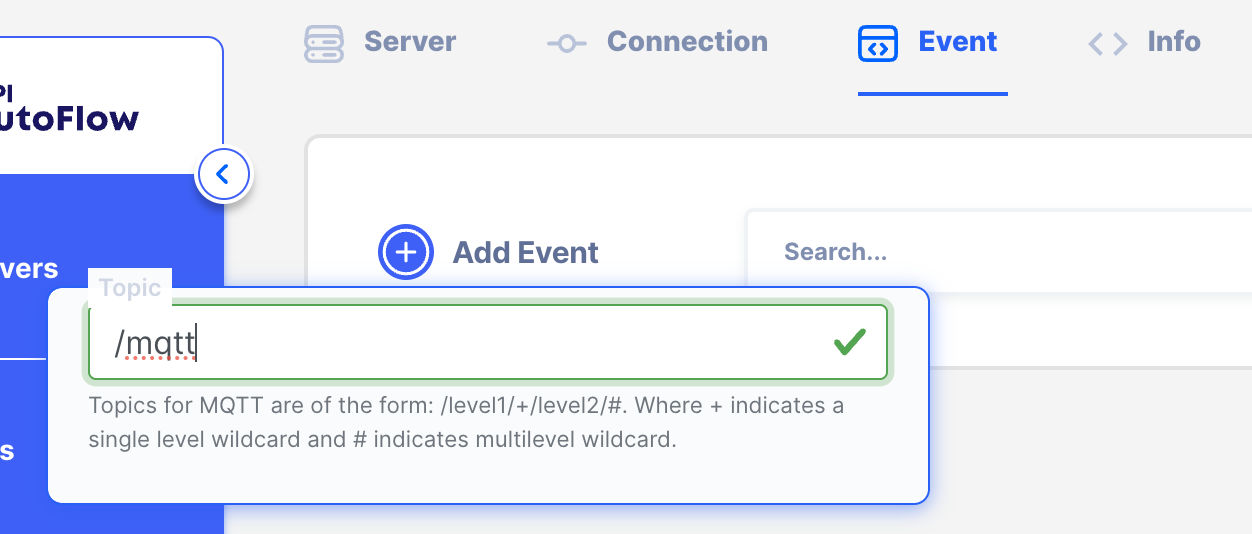 Server
Connection
Event
Info
PI
utoFlow
Add Event
Search...
vers
Topic
/mqtt
Topics for MQTT are of the form: /level1/+/level2/#. Where + indicates a
single level wildcard and # indicates multilevel wildcard.
s